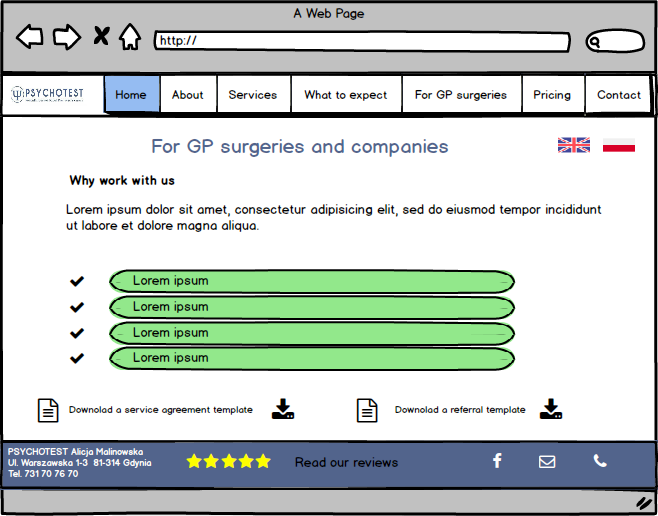 A Web Page
http://
PSYCHOTEST
Home
About
Services
What to expect
For GP surgeries
Pricing
Contact
For GP surgeries and companies
Why work with us
Lorem ipsum dolor sit amet, consectetur adipisicing elit, sed do eiusmod tempor incididunt
ut labore et dolore magna aliqua.
Lorem ipsum
Lorem ipsum
Lorem ipsum
Lorem ipsum
Downolad a service agreement template
Downolad a referral template
PSYCHOTEST Alicja Malinowska
Ul. Warszawska 1-3 81-314 Gdynia
Tel. 731 70 76 70
Read our reviews